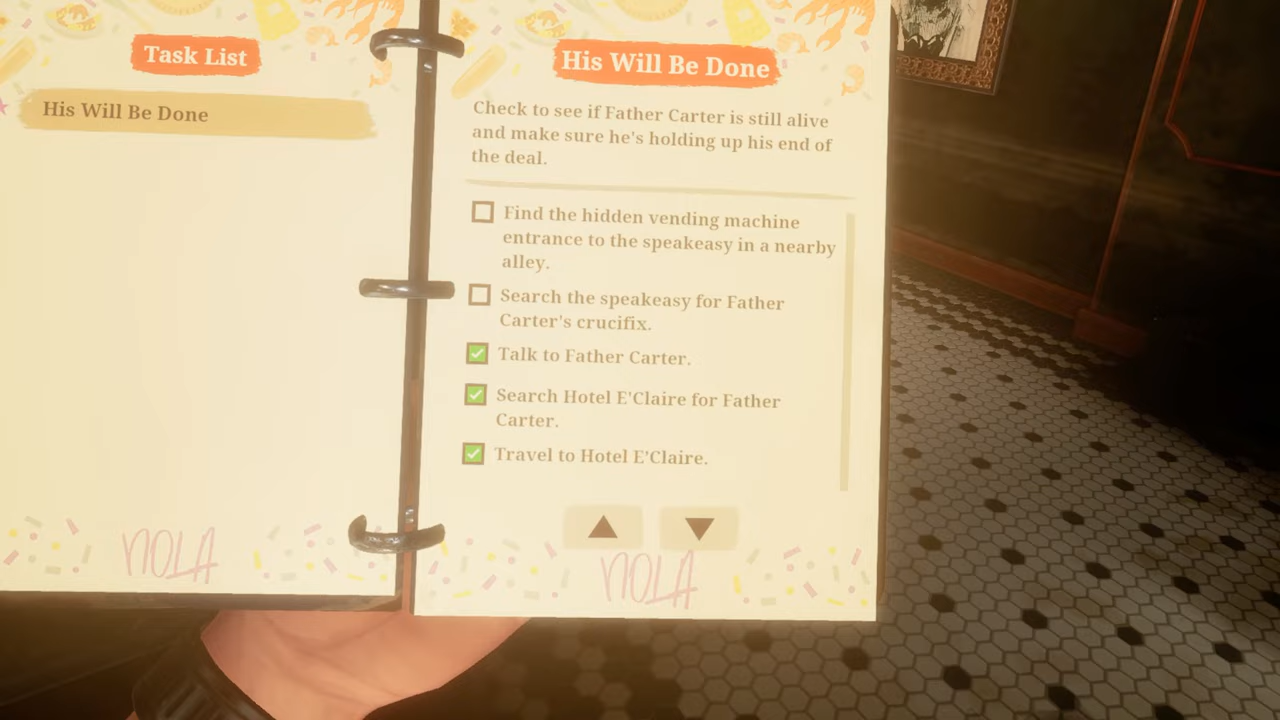 Task List
His Will Be Done
NOLA
His Will Be Done
Check to see if Father Carter is still alive
and make sure he's holding up his end of
the deal.
Find the hidden vending machine
entrance to the speakeasy in a nearby
alley.
Search the speakeasy for Father
Carter's crucifix.
Talk to Father Carter.
Search Hotel E'Claire for Father
Carter.
Travel to Hotel E'Claire.
NOLA